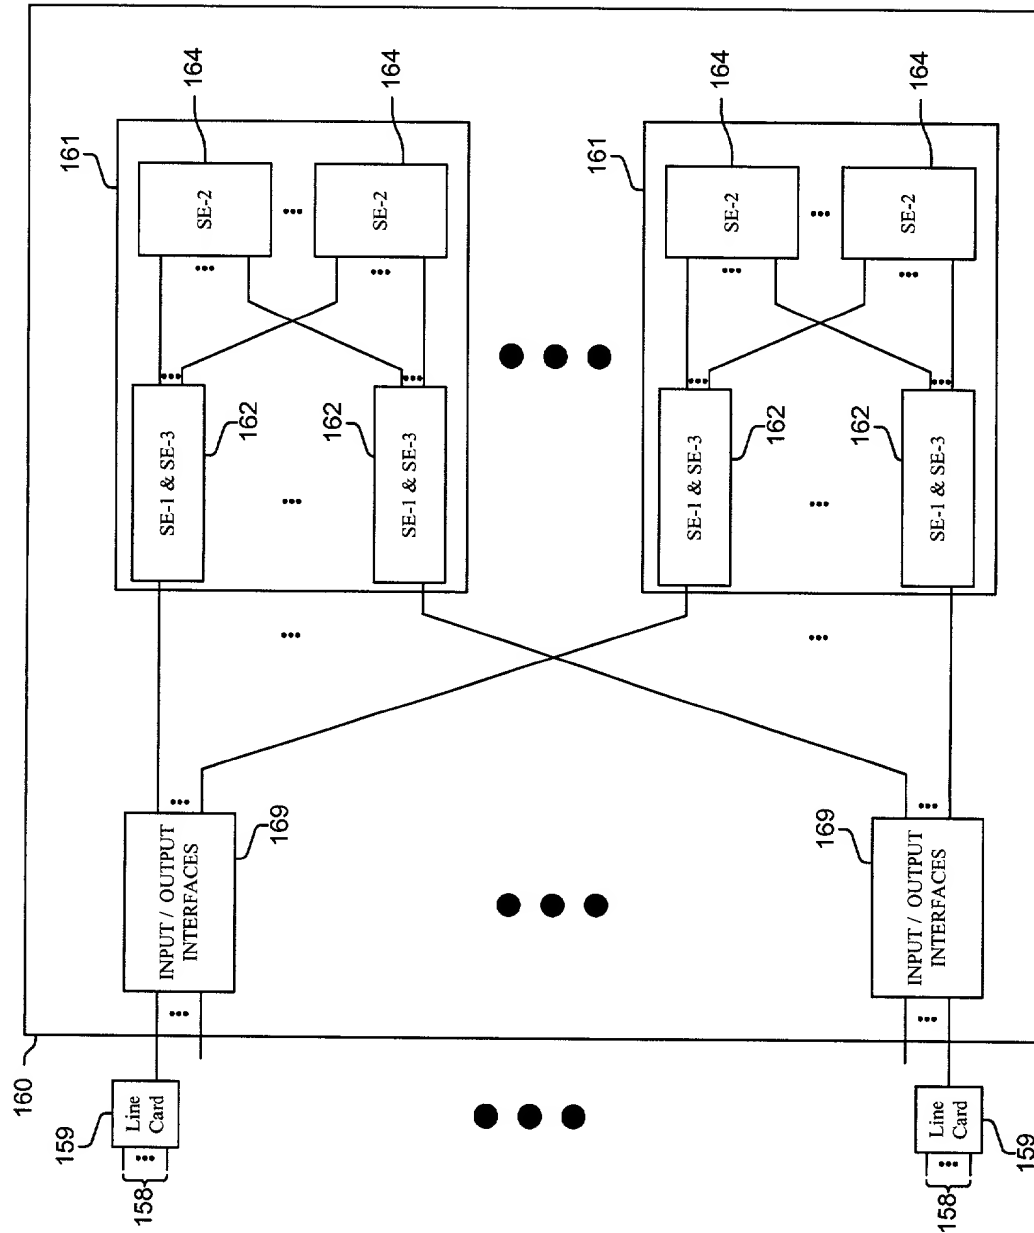 160
159
161
158
Line
Card
INPUT / OUTPUT
INTERFACES
SE-1 & SE-3
SE-2
164
169
162
162
SE-1 & SE-3
SE-2
164
161
SE-1 & SE-3
SE-2
164
162
169
162
INPUT / OUTPUT
INTERFACES
SE-1 & SE-3
SE-2
164
158
Line
Card
159